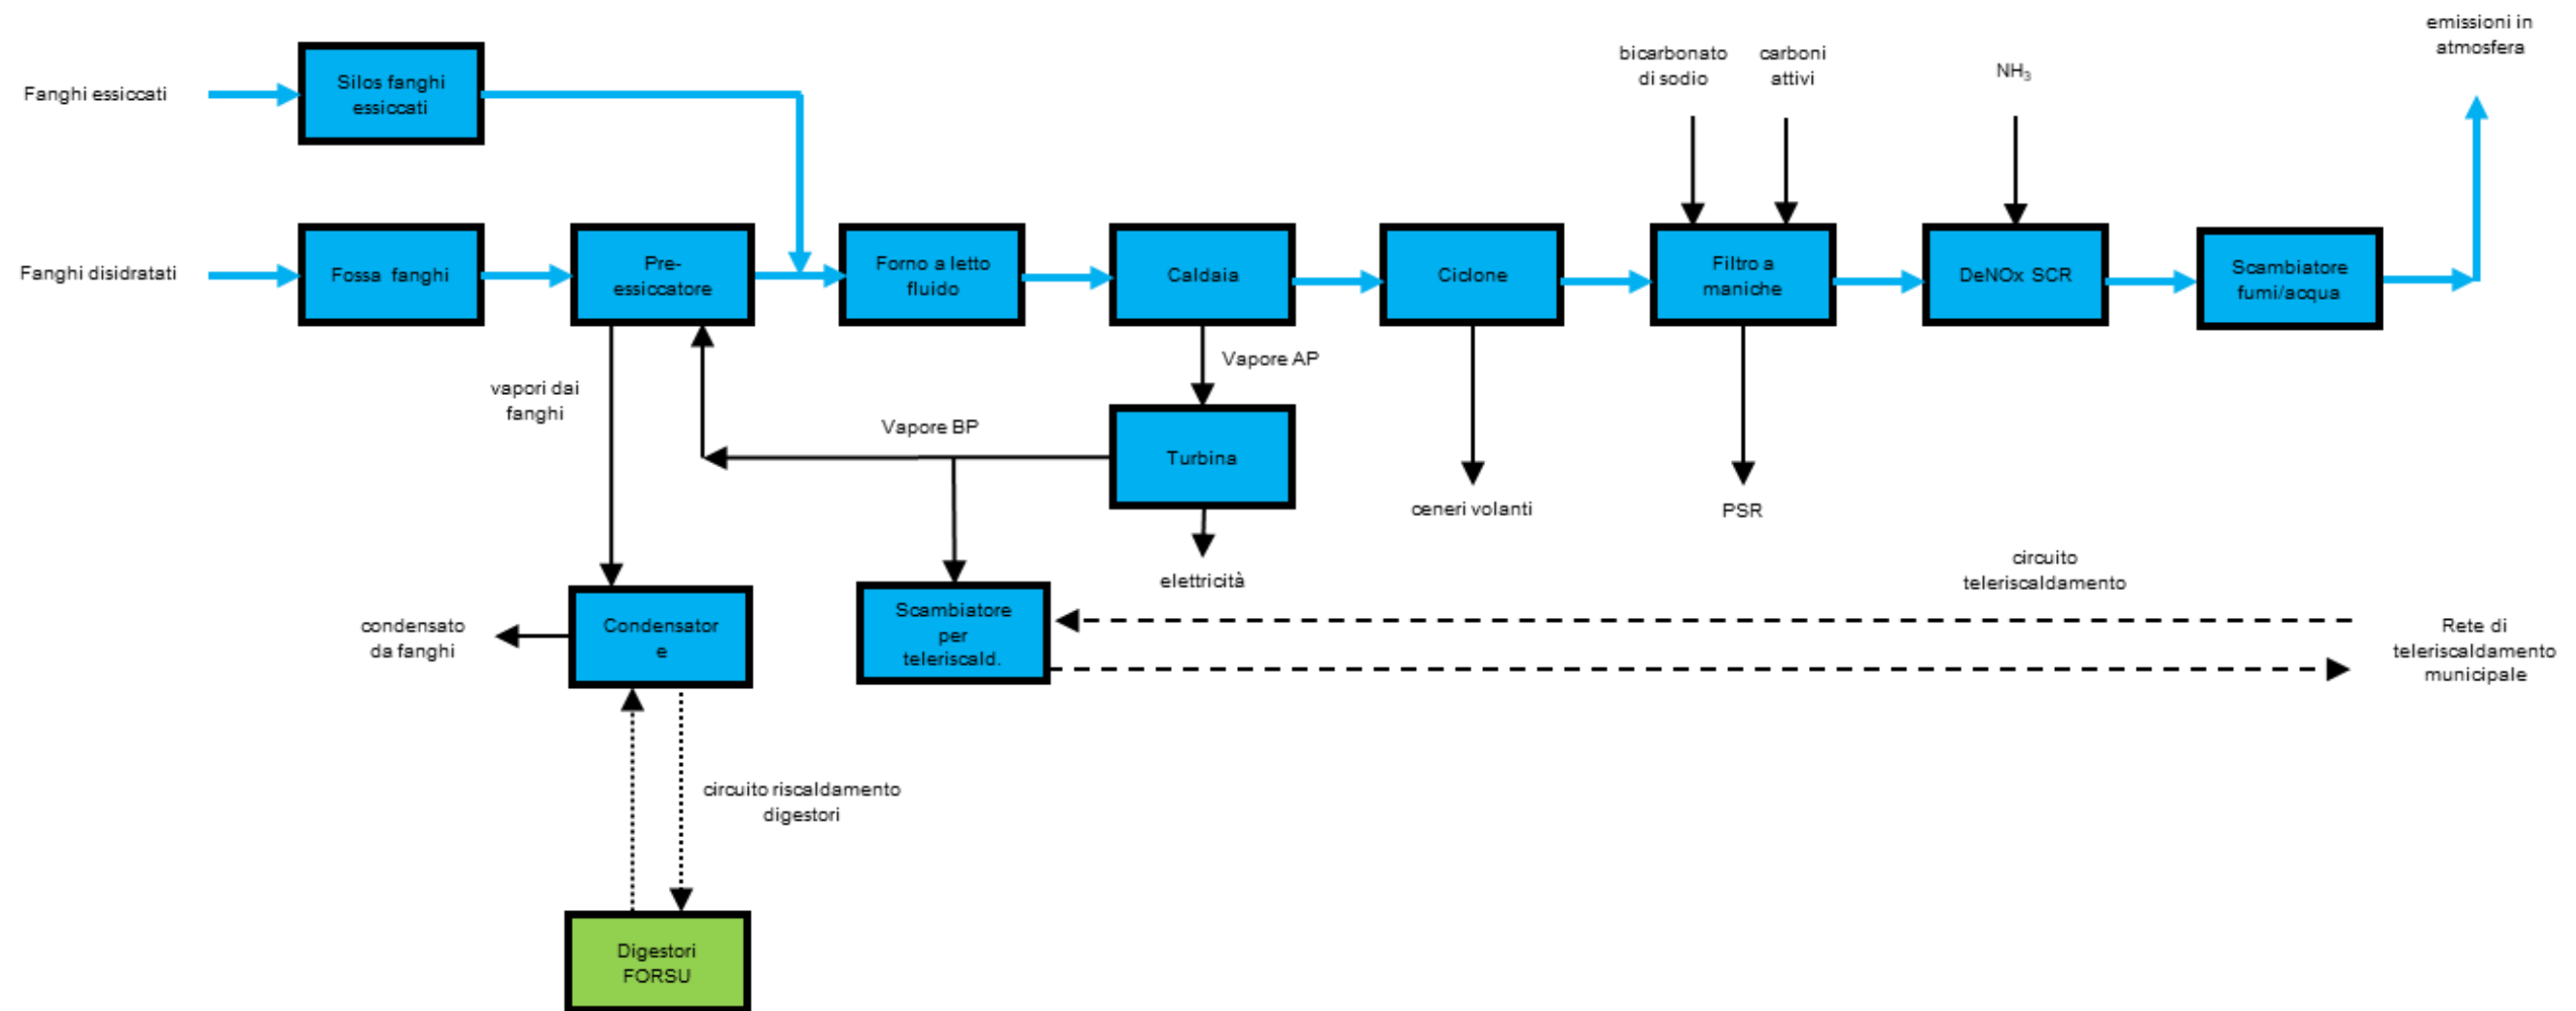 emissioni in
atmosfera
bicarbonato
di sodio
carboni
attivi
NH₃
Fanghi essiccati
Silos fanghi
essiccati
Fanghi disidratati
Fossa fanghi
Pre-
essiccatore
Forno a letto
fluido
Caldaia
Ciclone
Filtro a
maniche
DeNOx SCR
Scambiatore
fumi/acqua
Vapore AP
vapori dai
fanghi
Vapore BP
Turbina
ceneri volanti
PSR
elettricità
circuito
teleriscaldamento
condensato
da fanghi
Condensator
e
Scambiatore
per
teleriscald.
Rete di
teleriscaldamento
municipale
circuito riscaldamento
digestori
Digestori
FORSU